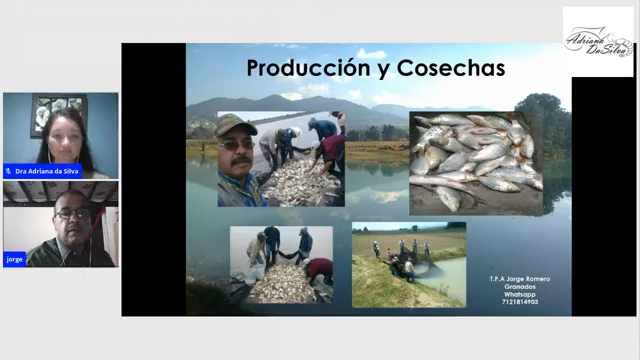 Adriana
DaSilva
Producción y Cosechas
Dra Adriana da Silva
jorge
T.P.A Jorge Romero
Granados
Whatsapp
7121814903